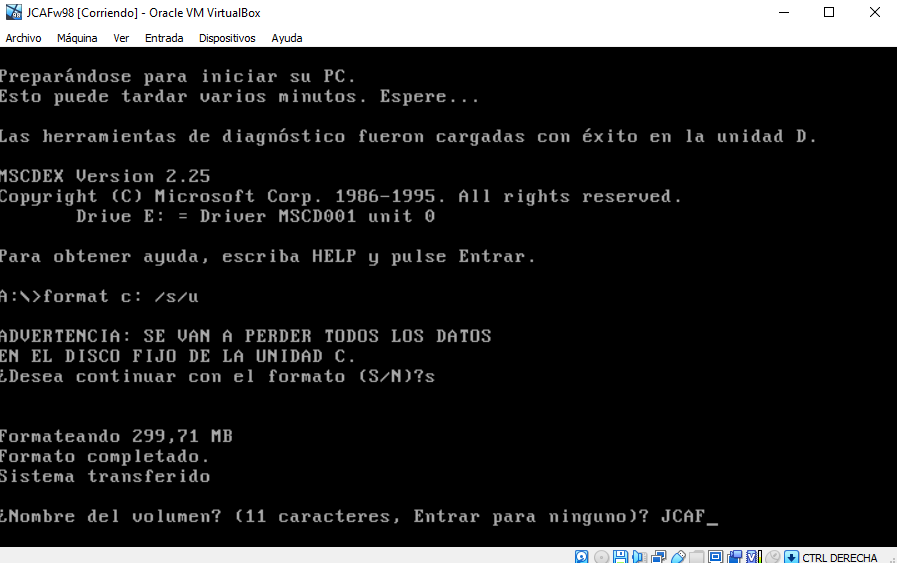 JCAFw98 [Corriendo] - Oracle VM VirtualBox
Archivo Máquina Ver Entrada Dispositivos Ayuda
Preparándose para iniciar su PC.
Esto puede tardar varios minutos. Espere...
Las herramientas de diagnóstico fueron cargadas con éxito en la unidad D.
MSCDEX Version 2.25
Copyright (C) Microsoft Corp. 1986-1995. All rights reserved.
Drive E: = Driver MSCD001 unit 0
Para obtener ayuda, escriba HELP y pulse Entrar.
A:\>format c: /s/u
ADVERTENCIA: SE VAN A PERDER TODOS LOS DATOS
EN EL DISCO FIJO DE LA UNIDAD C.
¿Desea continuar con el formato (S/N)?s
Formateando 299,71 MB
Formato completado.
Sistema transferido
¿Nombre del volumen? (11 caracteres, Entrar para ninguno)? JCAF_
CTRL DERECHA